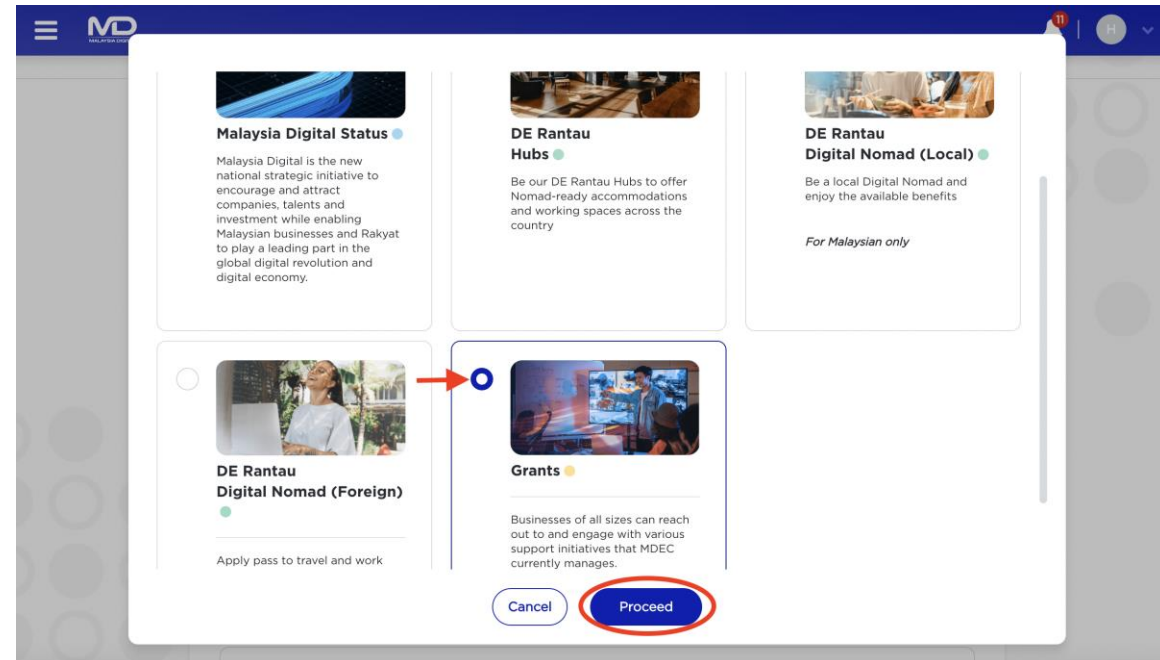 MD
MALAYSIA DIGITAL
11
H
Malaysia Digital Status
Malaysia Digital is the new
national strategic initiative to
encourage and attract
companies, talents and
investment while enabling
Malaysian businesses and Rakyat
to play a leading part in the
global digital revolution and
digital economy.
DE Rantau
Hubs
Be our DE Rantau Hubs to offer
Nomad-ready accommodations
and working spaces across the
country
DE Rantau
Digital Nomad (Local)
Be a local Digital Nomad and
enjoy the available benefits
For Malaysian only
DE Rantau
Digital Nomad (Foreign)
Apply pass to travel and work
Grants
Businesses of all sizes can reach
out to and engage with various
support initiatives that MDEC
currently manages.
Cancel
Proceed